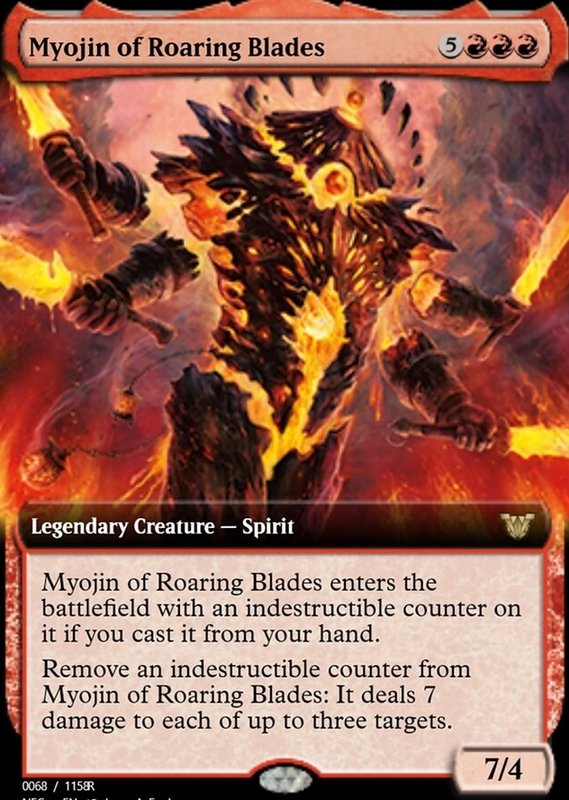 Myojin of Roaring Blades 5
Legendary Creature — Spirit
Myojin of Roaring Blades enters the
battlefield with an indestructible counter on
it if you cast it from your hand.
Remove an indestructible counter from
Myojin of Roaring Blades: It deals 7
damage to each of up to three targets.
7/4
0068 / 1158R